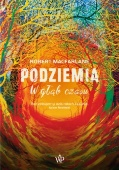 ROBERT MACFARLANE
PODZIEMIA
W głąb czasu